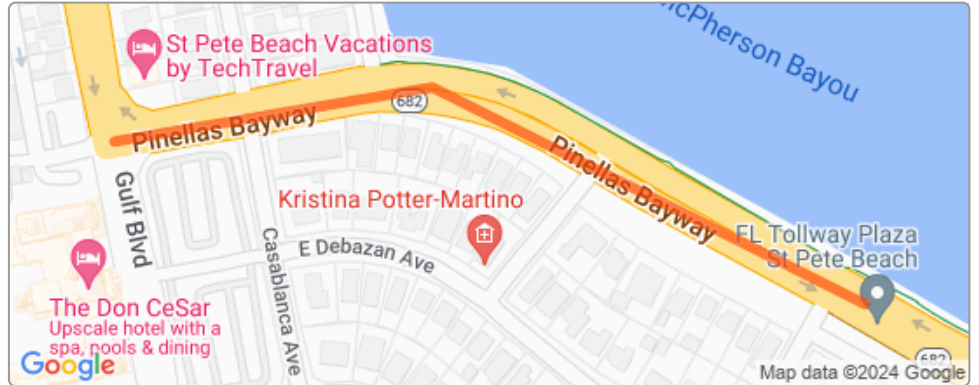 McPherson Bayou
St Pete Beach Vacations
by TechTravel
682
Pinellas Bayway
Pinellas Bayway
Gulf Blvd
Kristina Potter-Martino
FL Tollway Plaza
St Pete Beach
E Debazan Ave
Casablanca Ave
The Don CeSar
Upscale hotel with a
spa, pools & dining
682
Google
Map data ©2024 Google